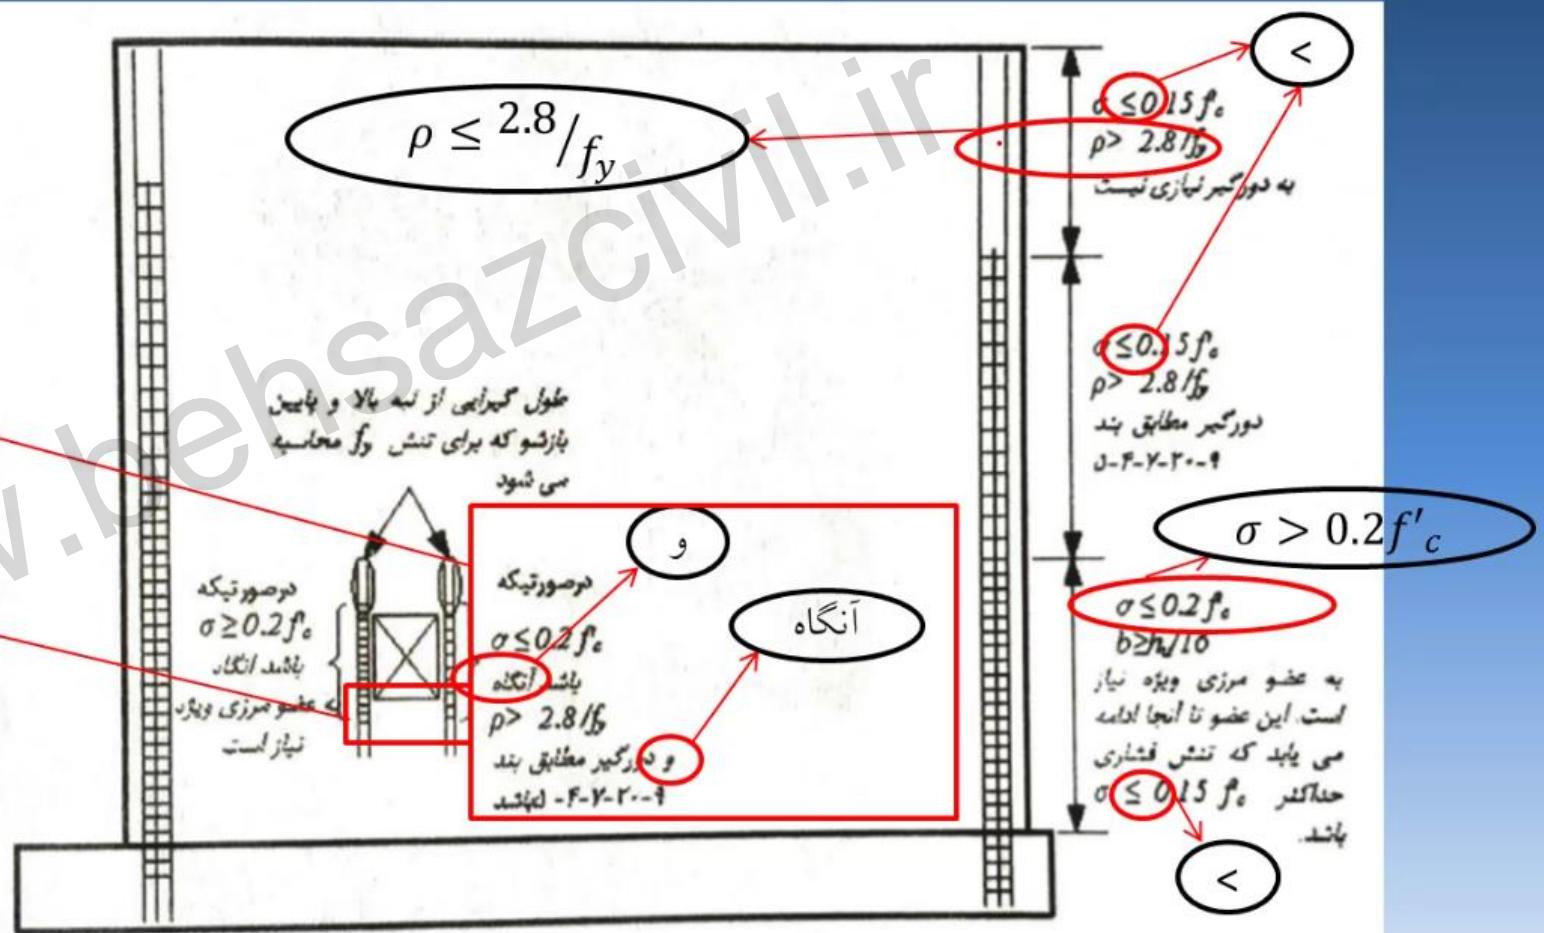 <
σ ≤ 0.15 f'c
ρ ≤ 2.8/fy
ρ> 2.8/fy
به دورگیر نیازی نیست
σ ≤ 0.15 f'c
ρ> 2.8/fy
دورگیر مطابق بند
۹-۲۰-۷-۴-
طول گیرایی از لبه بالا و پایین
بازشو که برای تنش fy محاسبه
می شود
σ > 0.2f'c
و
درصورتیکه
σ ≥ 0.2 f'c
باشد آنگاه
به عضو مرزی ویژه
نیاز است
درصورتیکه
آنگاه
σ ≤ 0.2 f'c
باشد آنگاه
ρ> 2.8/fy
و دورگیر مطابق بند
۹-۲۰-۷-۴- باشد
σ ≤ 0.2 f'c
b≥hu/16
به عضو مرزی ویژه نیاز
است. این عضو تا آنجا ادامه
می یابد که تنش فشاری
حداکثر σ ≤ 0.15 f'c
باشد.
<
www.behsazcivil.ir